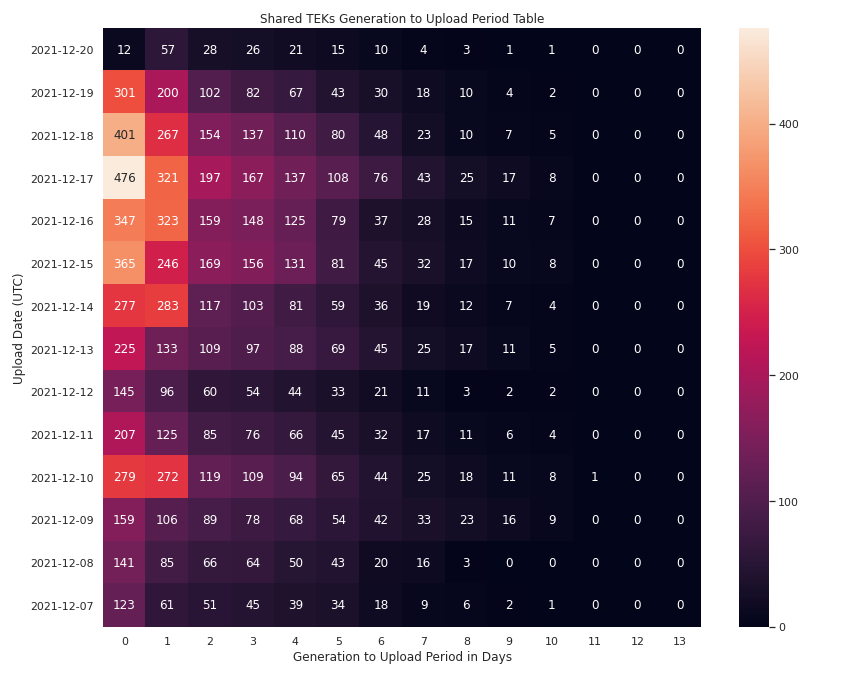 Shared TEKs Generation to Upload Period Table
2021-12-20 12 57 28 26 21 15 10 4 3 1 1 0 0 0
2021-12-19 301 200 102 82 67 43 30 18 10 4 2 0 0 0
2021-12-18 401 267 154 137 110 80 48 23 10 7 5 0 0 0
2021-12-17 476 321 197 167 137 108 76 43 25 17 8 0 0 0
2021-12-16 347 323 159 148 125 79 37 28 15 11 7 0 0 0
2021-12-15 365 246 169 156 131 81 45 32 17 10 8 0 0 0
2021-12-14 277 283 117 103 81 59 36 19 12 7 4 0 0 0
2021-12-13 225 133 109 97 88 69 45 25 17 11 5 0 0 0
2021-12-12 145 96 60 54 44 33 21 11 3 2 2 0 0 0
2021-12-11 207 125 85 76 66 45 32 17 11 6 4 0 0 0
2021-12-10 279 272 119 109 94 65 44 25 18 11 8 1 0 0
2021-12-09 159 106 89 78 68 54 42 33 23 16 9 0 0 0
2021-12-08 141 85 66 64 50 43 20 16 3 0 0 0 0 0
2021-12-07 123 61 51 45 39 34 18 9 6 2 1 0 0 0
0 1 2 3 4 5 6 7 8 9 10 11 12 13
Generation to Upload Period in Days
Upload Date (UTC)
400
300
200
100
0